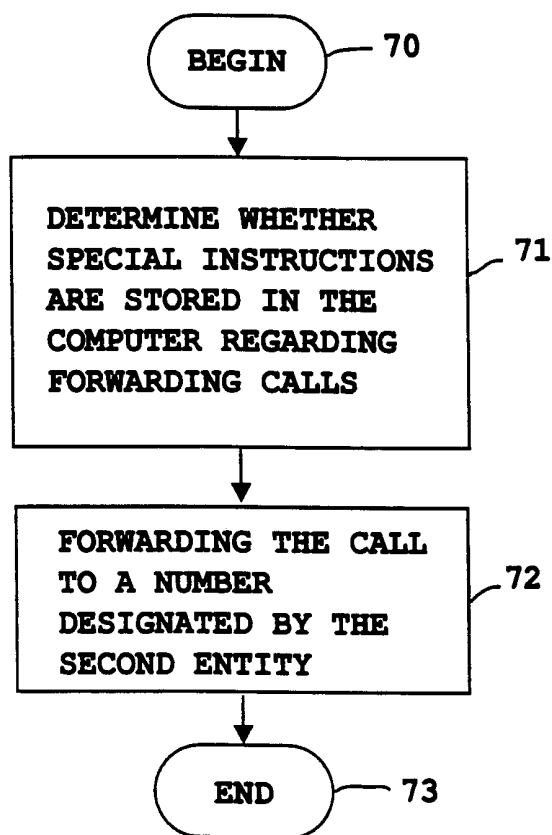 BEGIN
70
DETERMINE WHETHER
SPECIAL INSTRUCTIONS
ARE STORED IN THE
COMPUTER REGARDING
FORWARDING CALLS
71
FORWARDING THE CALL
TO A NUMBER
DESIGNATED BY THE
SECOND ENTITY
72
END
73